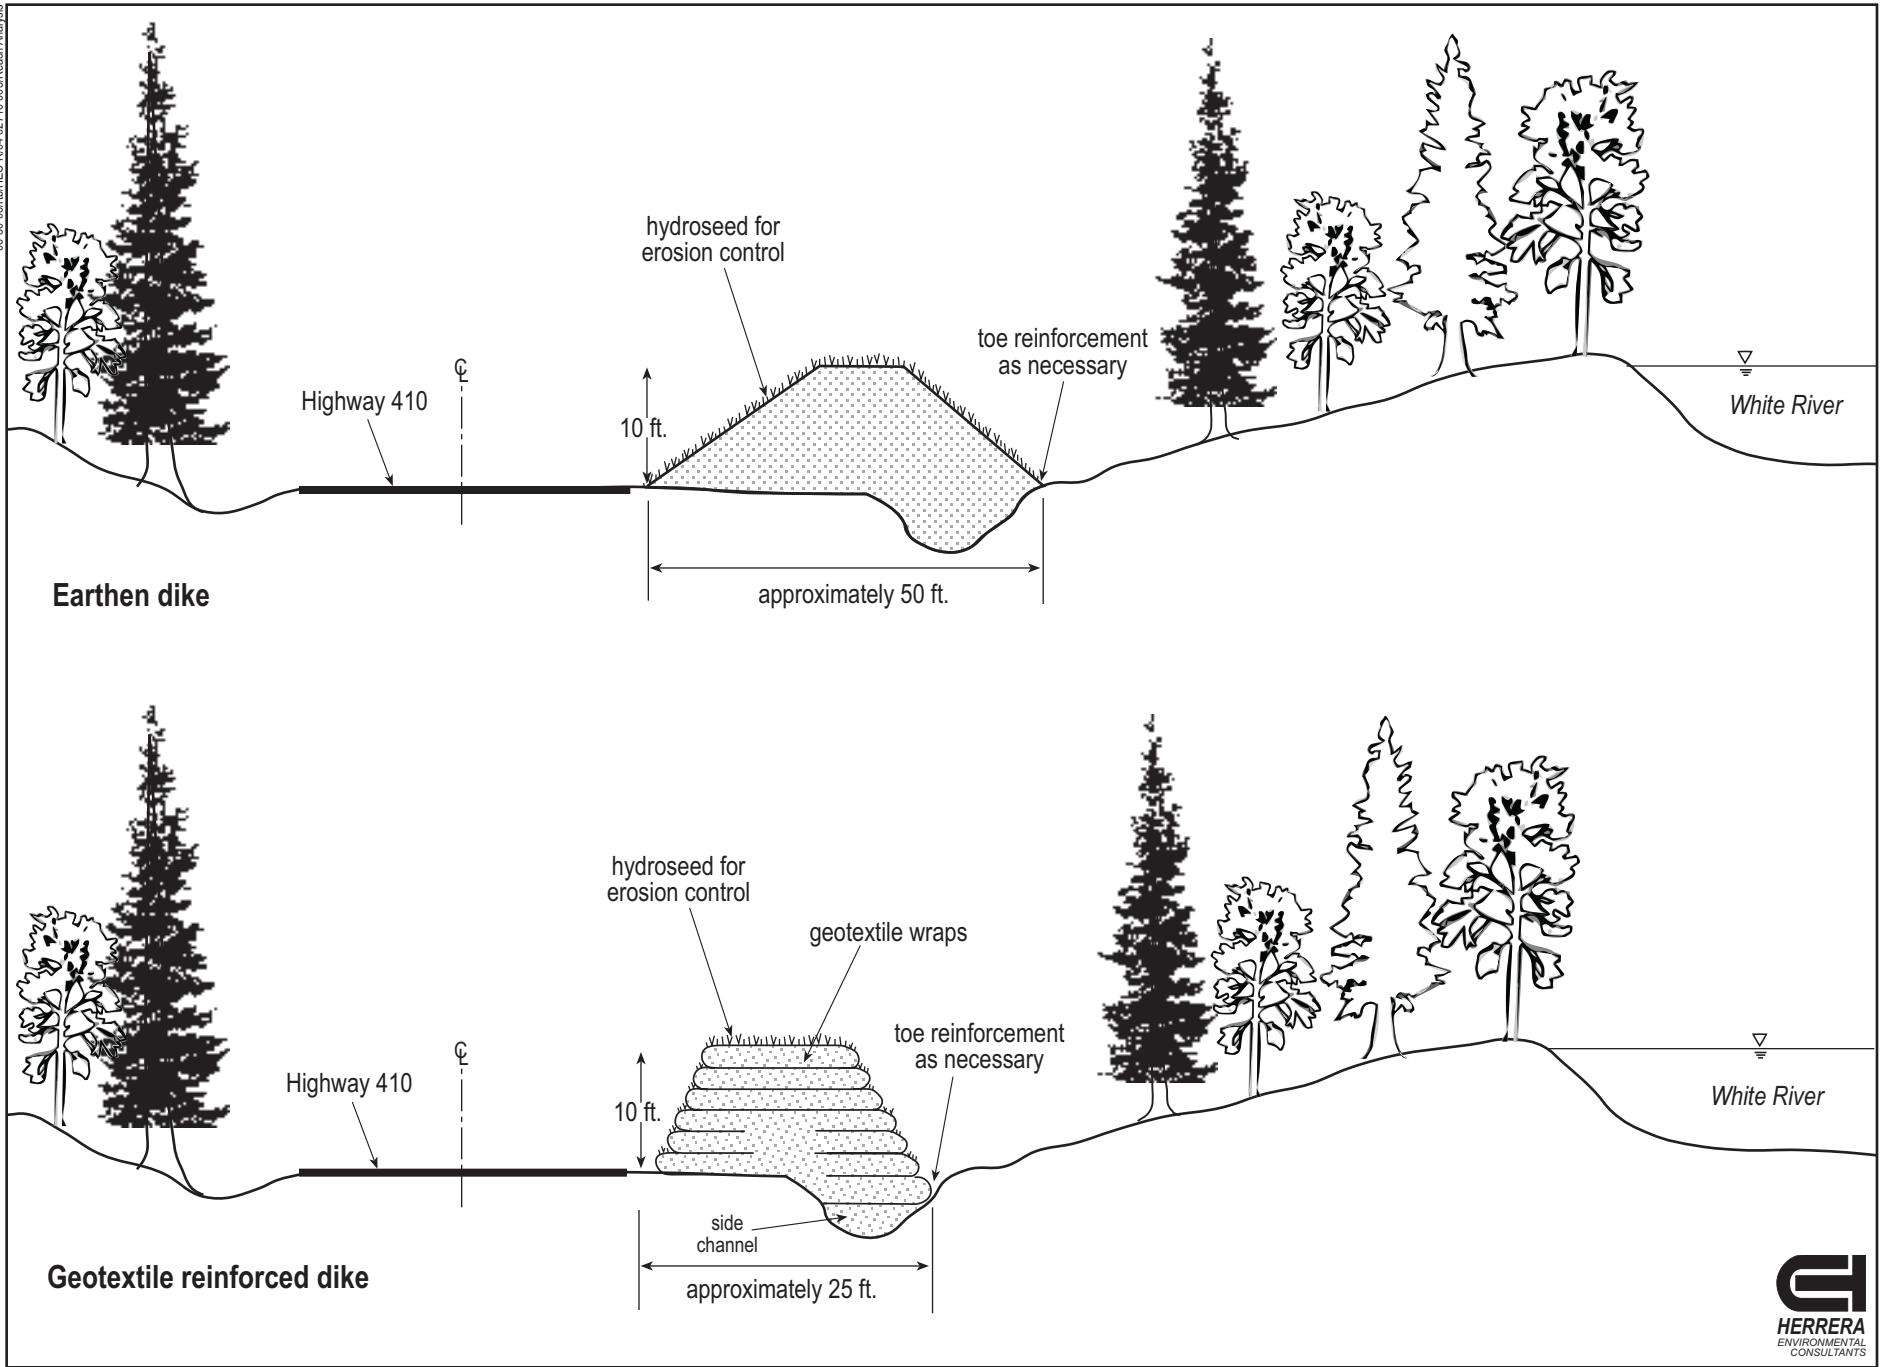 hydroseed for
erosion control
toe reinforcement
as necessary
℄
Highway 410
10 ft.
White River
Earthen dike
approximately 50 ft.
hydroseed for
erosion control
geotextile wraps
toe reinforcement
as necessary
℄
Highway 410
10 ft.
White River
side
channel
Geotextile reinforced dike
approximately 25 ft.
HERRERA
ENVIRONMENTAL
CONSULTANTS